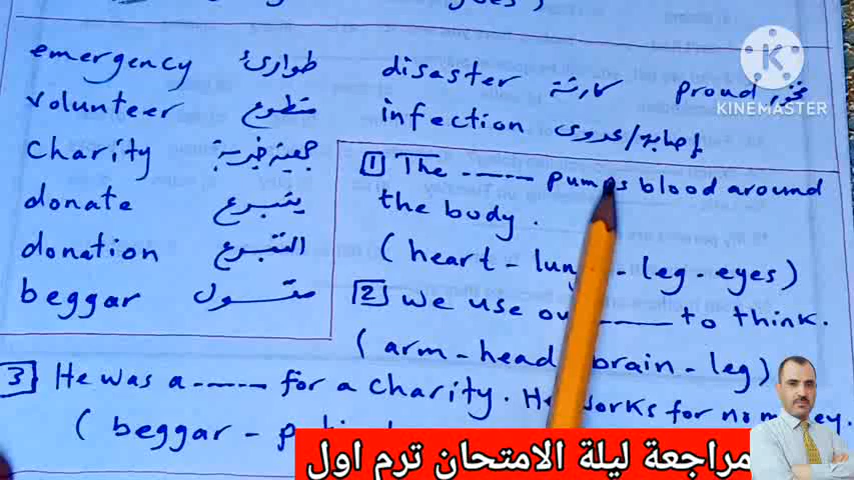 emergency طوارئ
volunteer متطوع
charity جمعية خيرية
donate يتبرع
donation التبرع
beggar متسول
disaster كارثة proud فخور
infection إصابة/عدوى
K
KINEMASTER
1 The ------ pumps blood around
the body.
(heart - lungs - leg - eyes)
2 We use our ______ to think.
(arm - head - brain - leg)
3 He was a ------ for a charity. He works for no money.
(beggar -
مراجعة ليلة الامتحان ترم اول